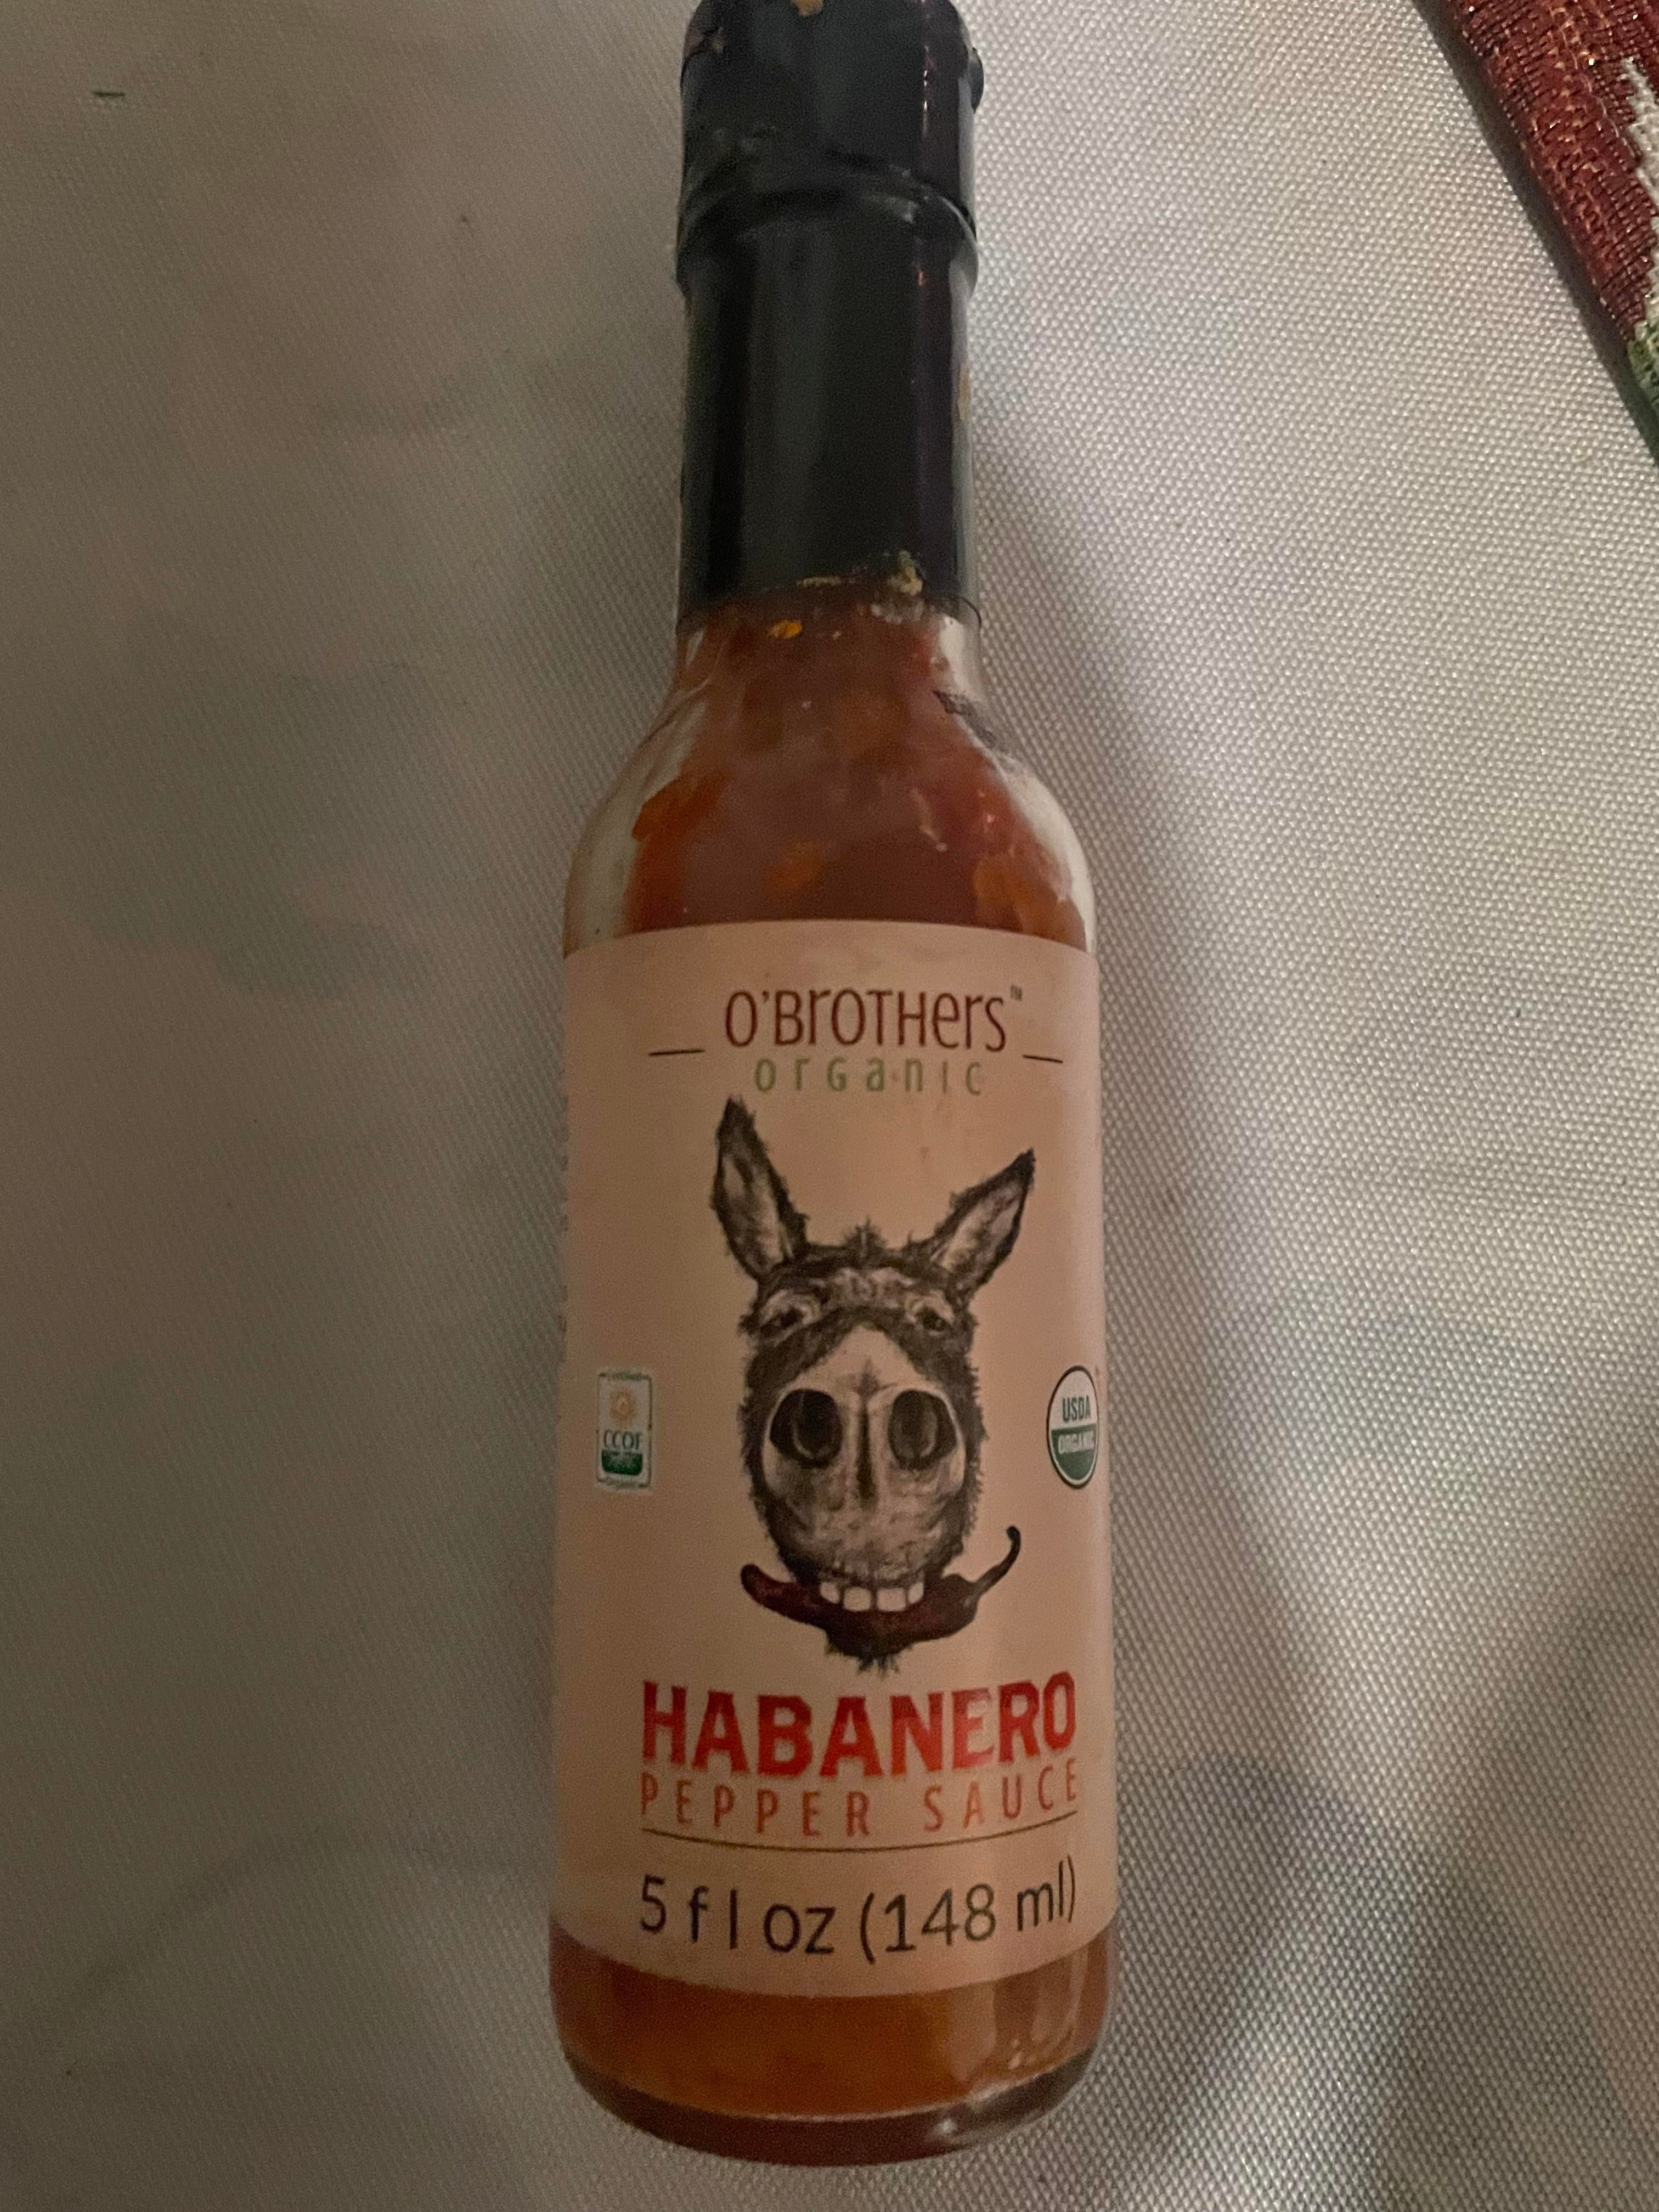 O'BROTHERS™
organic
CCOF
USDA
ORGANIC
HABANERO
PEPPER SAUCE
5 fl oz (148 ml)